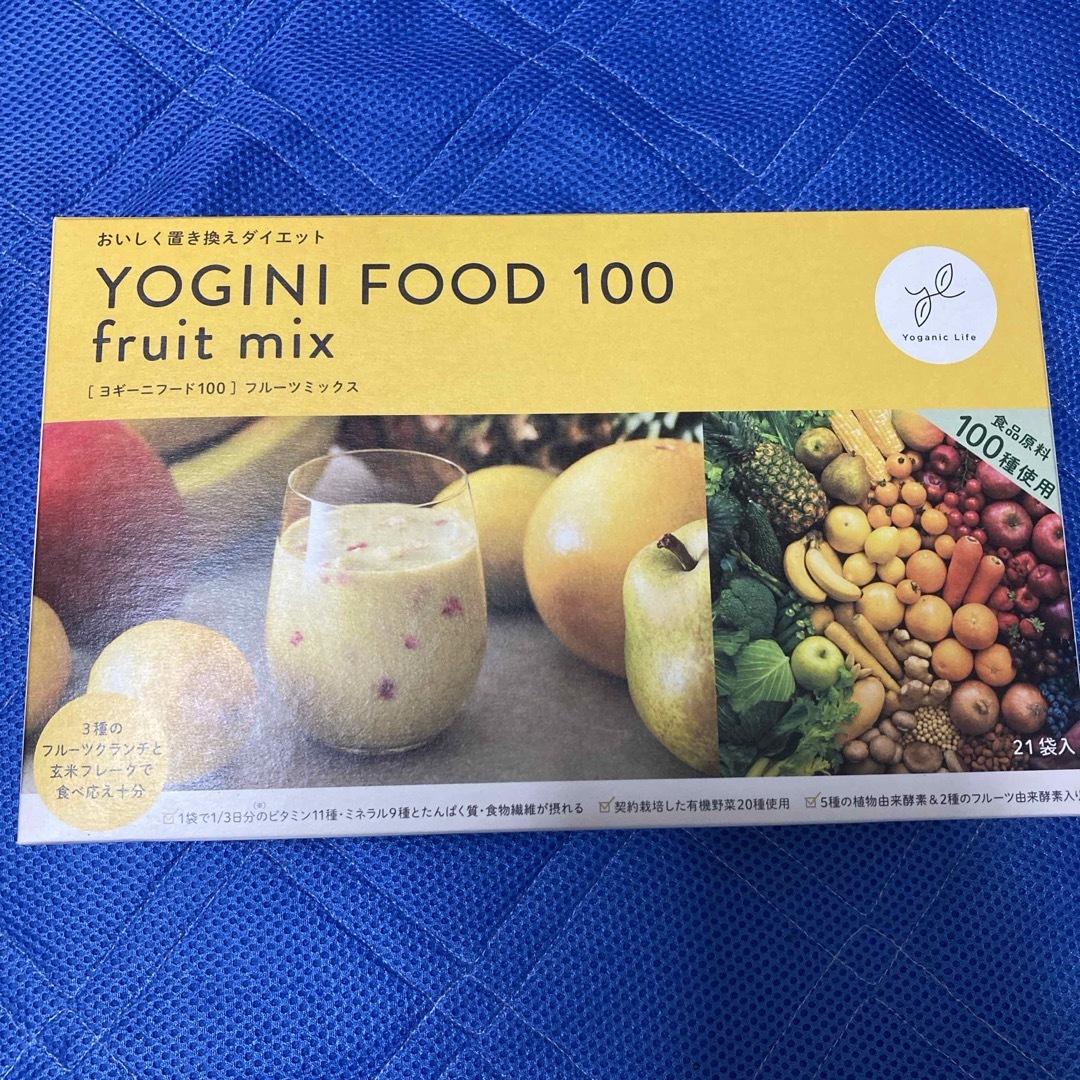 おいしく置き換えダイエット
YOGINI FOOD 100
fruit mix
[ ヨギーニフード100 ] フルーツミックス
yl
Yoganic Life
食品原料
100種使用
3種の
フルーツクランチと
玄米フレークで
食べ応え十分
21袋入
(※)
1袋で1/3日分のビタミン11種・ミネラル9種とたんぱく質・食物繊維が摂れる
契約栽培した有機野菜20種使用
5種の植物由来酵素&2種のフルーツ由来酵素入り